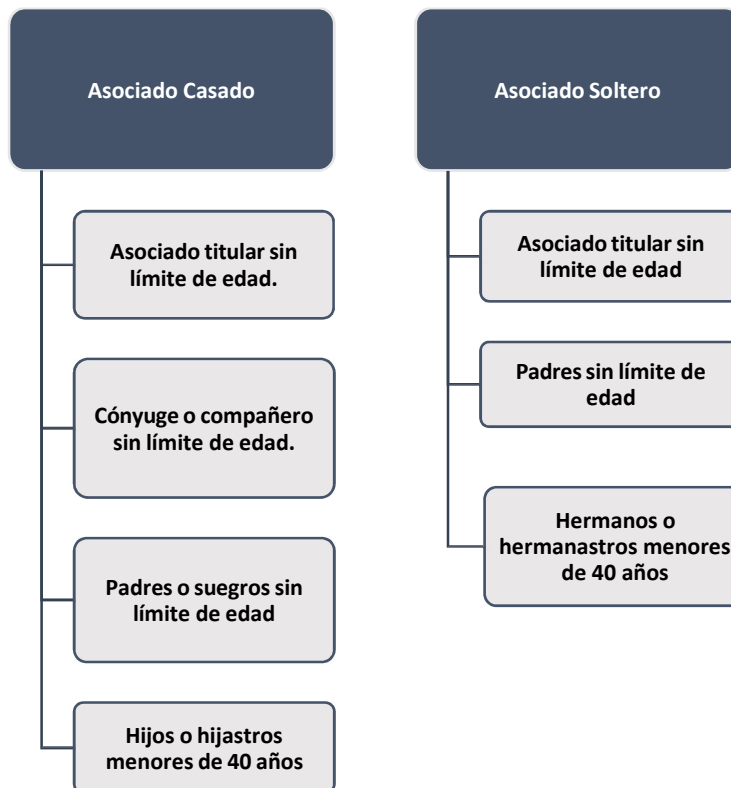 Asociado Casado
Asociado titular sin
límite de edad.
Cónyuge o compañero
sin límite de edad.
Padres o suegros sin
límite de edad
Hijos o hijastros
menores de 40 años
Asociado Soltero
Asociado titular sin
límite de edad
Padres sin límite de
edad
Hermanos o
hermanastros menores
de 40 años